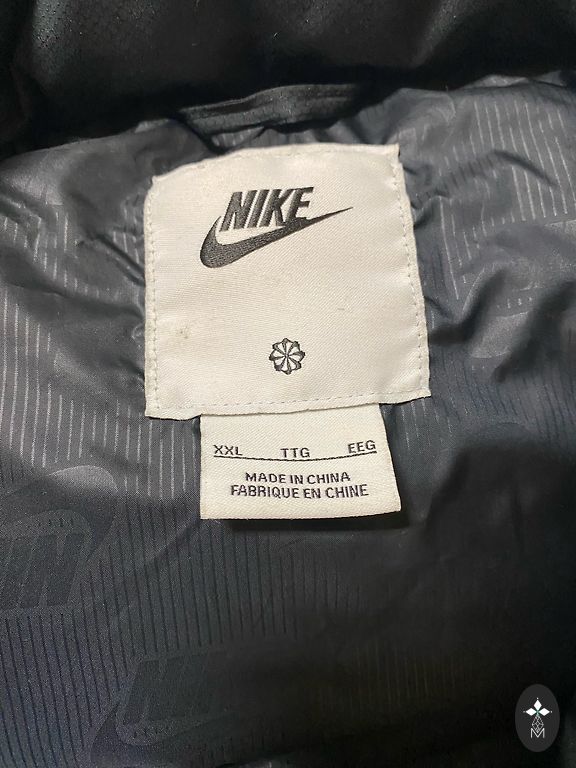 NIKE
XXL TTG EEG
MADE IN CHINA
FABRIQUE EN CHINE